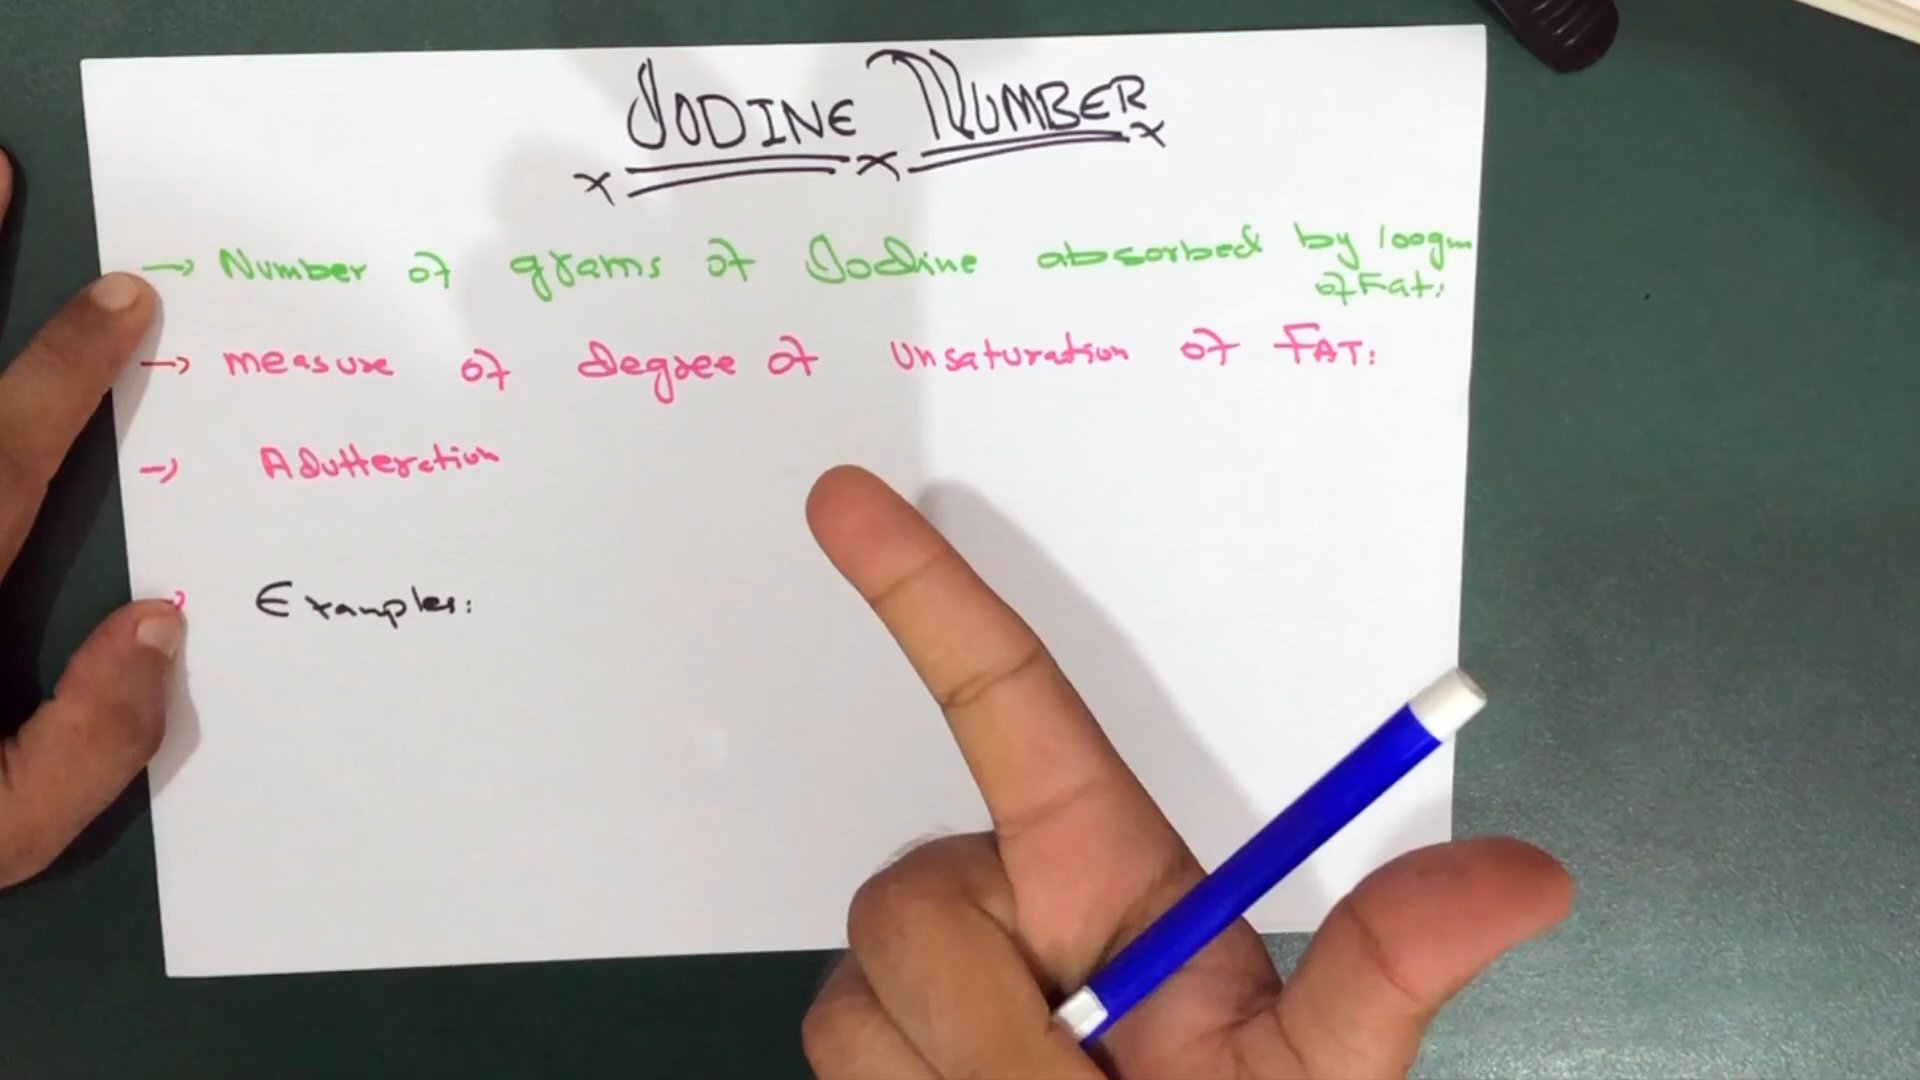 IODINE NUMBER
→ Number of grams of Iodine absorbed by 100gm
of Fat.
→ measure of degree of Unsaturation of FAT:
→ Adulteration
→ Examples: